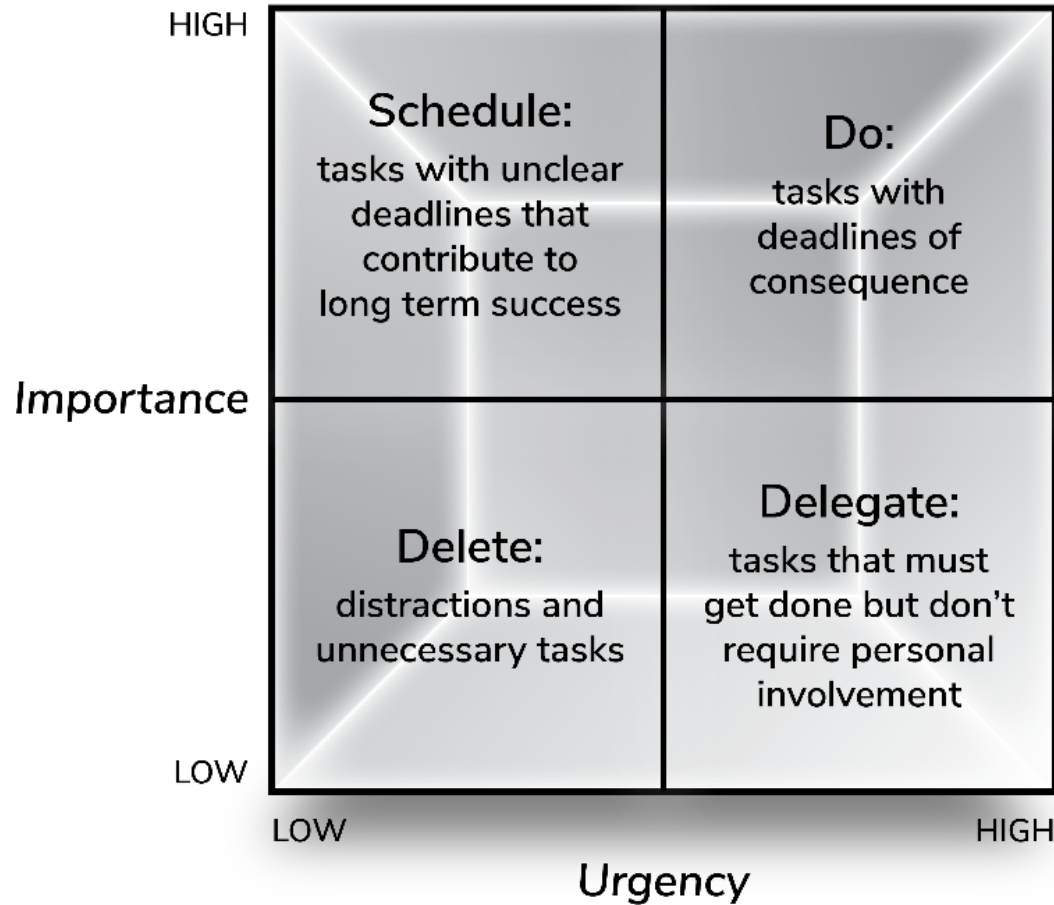 HIGH
Schedule:
tasks with unclear
deadlines that
contribute to
long term success
Do:
tasks with
deadlines of
consequence
Importance
Delete:
distractions and
unnecessary tasks
Delegate:
tasks that must
get done but don’t
require personal
involvement
LOW
LOW
HIGH
Urgency